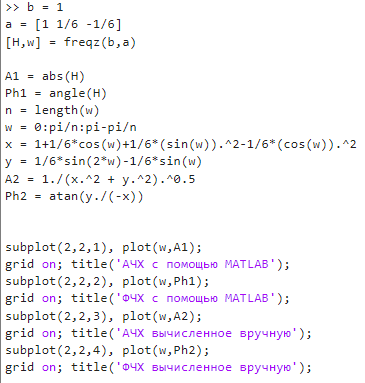 >> b = 1
a = [1 1/6 -1/6]
[H,w] = freqz(b,a)
A1 = abs(H)
Ph1 = angle(H)
n = length(w)
w = 0:pi/n:pi-pi/n
x = 1+1/6*cos(w)+1/6*(sin(w)).^2-1/6*(cos(w)).^2
y = 1/6*sin(2*w)-1/6*sin(w)
A2 = 1./(x.^2 + y.^2).^0.5
Ph2 = atan(y./(-x))
subplot(2,2,1), plot(w,A1);
grid on; title('АЧХ с помощью MATLAB');
subplot(2,2,2), plot(w,Ph1);
grid on; title('ФЧХ с помощью MATLAB');
subplot(2,2,3), plot(w,A2);
grid on; title('АЧХ вычисленное вручную');
subplot(2,2,4), plot(w,Ph2);
grid on; title('ФЧХ вычисленное вручную');